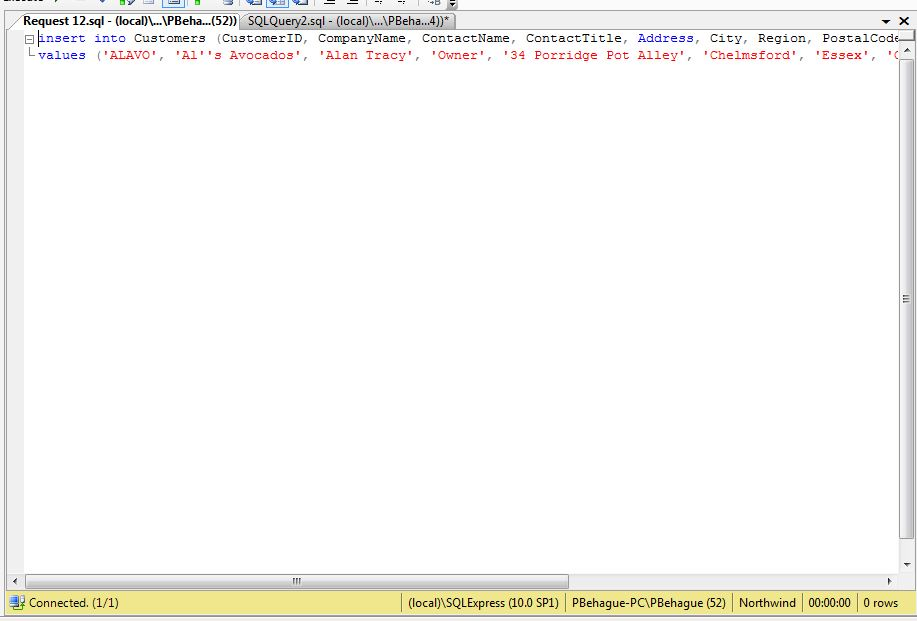 Request 12.sql - (local)\...\PBeha...(52)) SQLQuery2.sql - (local)\...\PBeha...4))*
insert into Customers (CustomerID, CompanyName, ContactName, ContactTitle, Address, City, Region, PostalCode
values ('ALAVO', 'Al''s Avocados', 'Alan Tracy', 'Owner', '34 Porridge Pot Alley', 'Chelmsford', 'Essex', '
Connected. (1/1) (local)\SQLExpress (10.0 SP1) PBehague-PC\PBehague (52) Northwind 00:00:00 0 rows